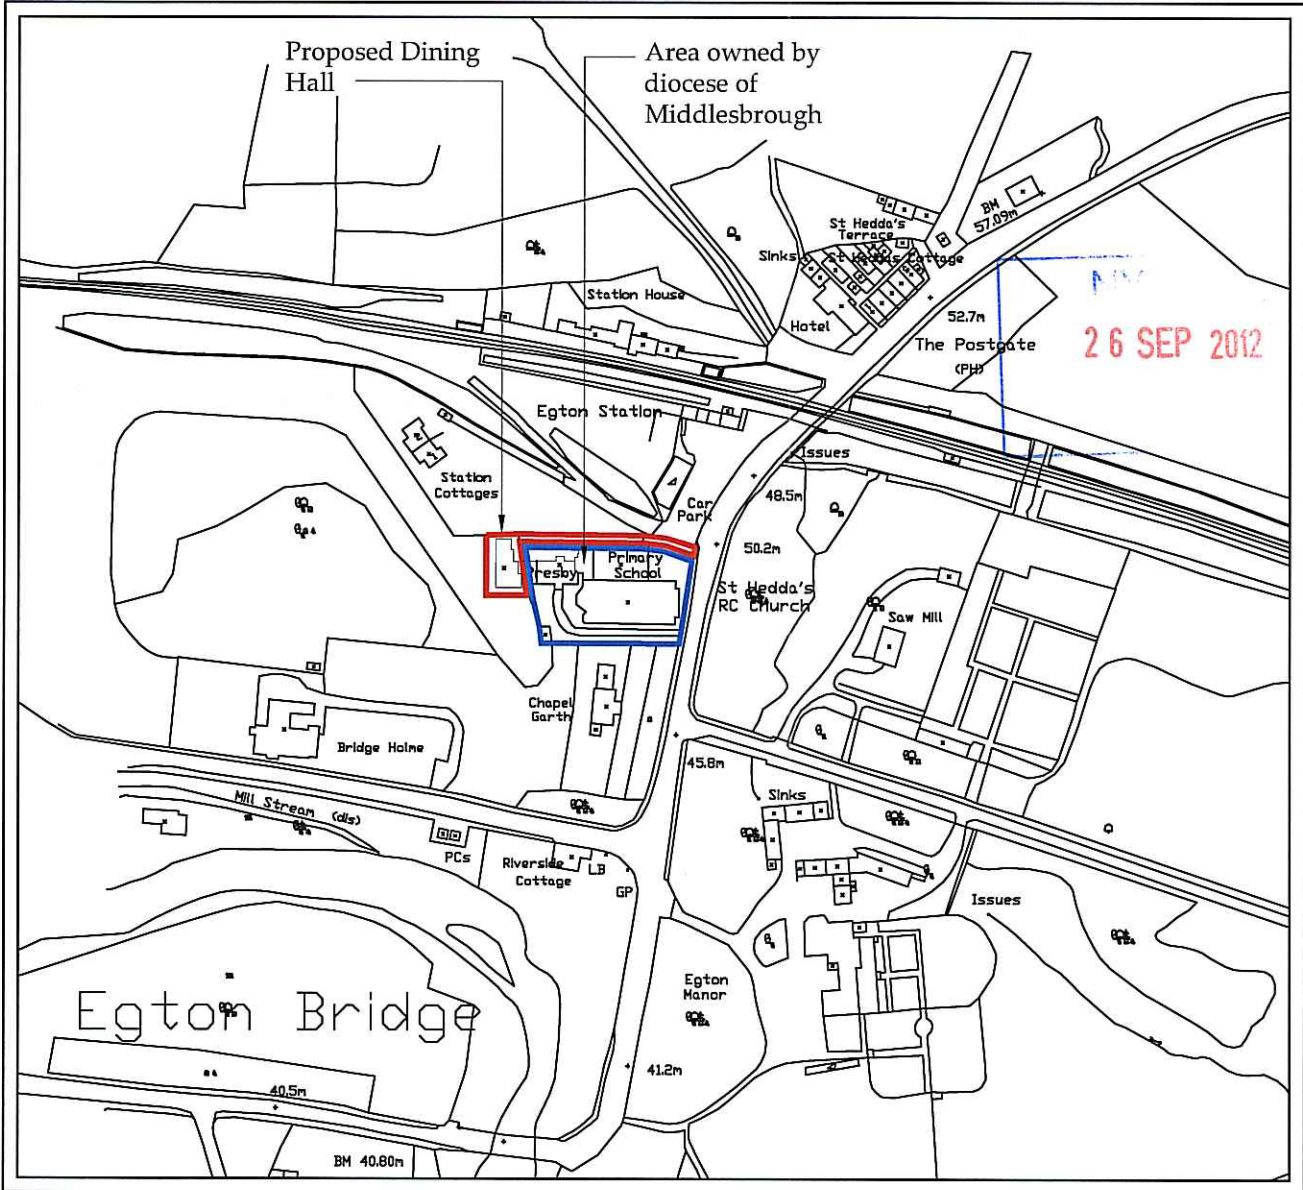 Proposed Dining
Hall
Area owned by
diocese of
Middlesbrough
BM
57.09m
St Hedda's
Terrace
Sinks
St Heddas Cottage
Station House
Hotel
52.7m
The Postgate
(PH)
26 SEP 2012
Egton Station
Issues
Station
Cottages
48.5m
Car
Park
50.2m
Primary
School
Presby
St Hedda's
RC Church
Saw Mill
Chapel
Garth
Bridge Holme
45.8m
Sinks
Mill Stream (dis)
PCs
Riverside
Cottage
LB
GP
Issues
Egton
Manor
Egton Bridge
41.2m
40.5m
BM 40.80m